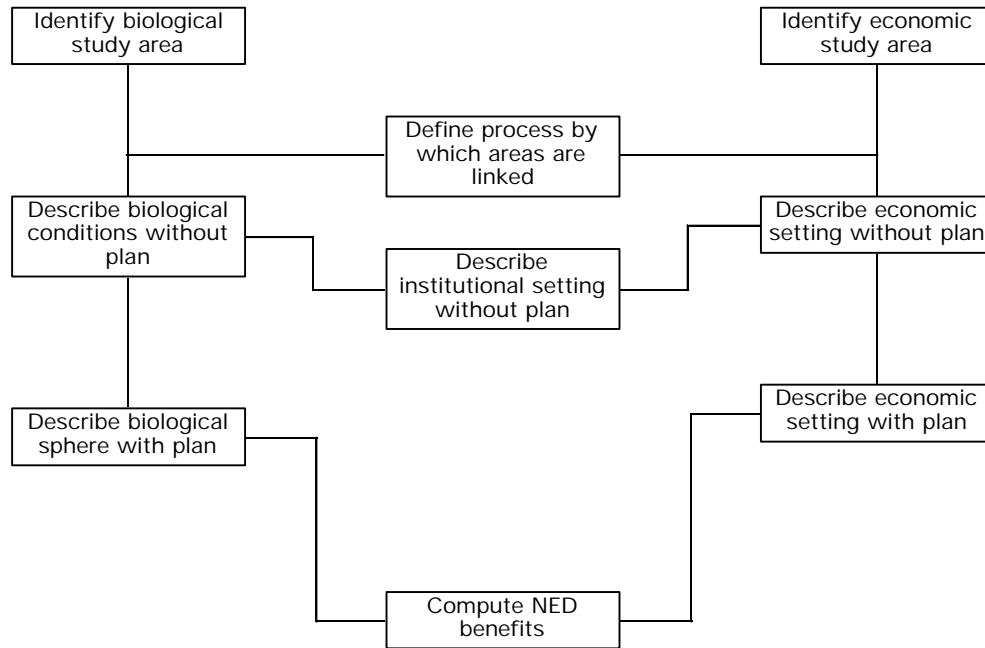 Identify biological
study area
Identify economic
study area
Define process by
which areas are
linked
Describe biological
conditions without
plan
Describe economic
setting without plan
Describe
institutional setting
without plan
Describe biological
sphere with plan
Describe economic
setting with plan
Compute NED
benefits